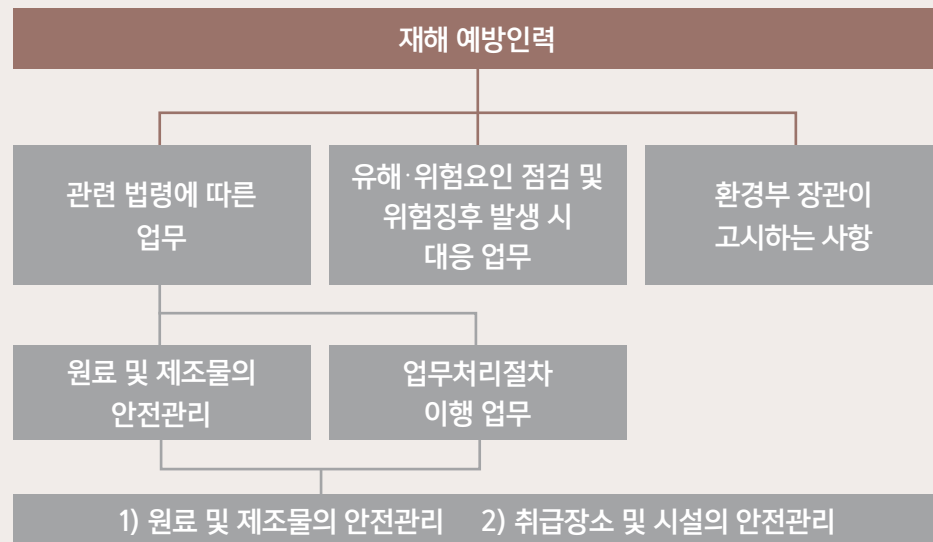 재해 예방인력
관련 법령에 따른
업무
유해·위험요인 점검 및
위험징후 발생 시
대응 업무
환경부 장관이
고시하는 사항
원료 및 제조물의
안전관리
업무처리절차
이행 업무
1) 원료 및 제조물의 안전관리 2) 취급장소 및 시설의 안전관리